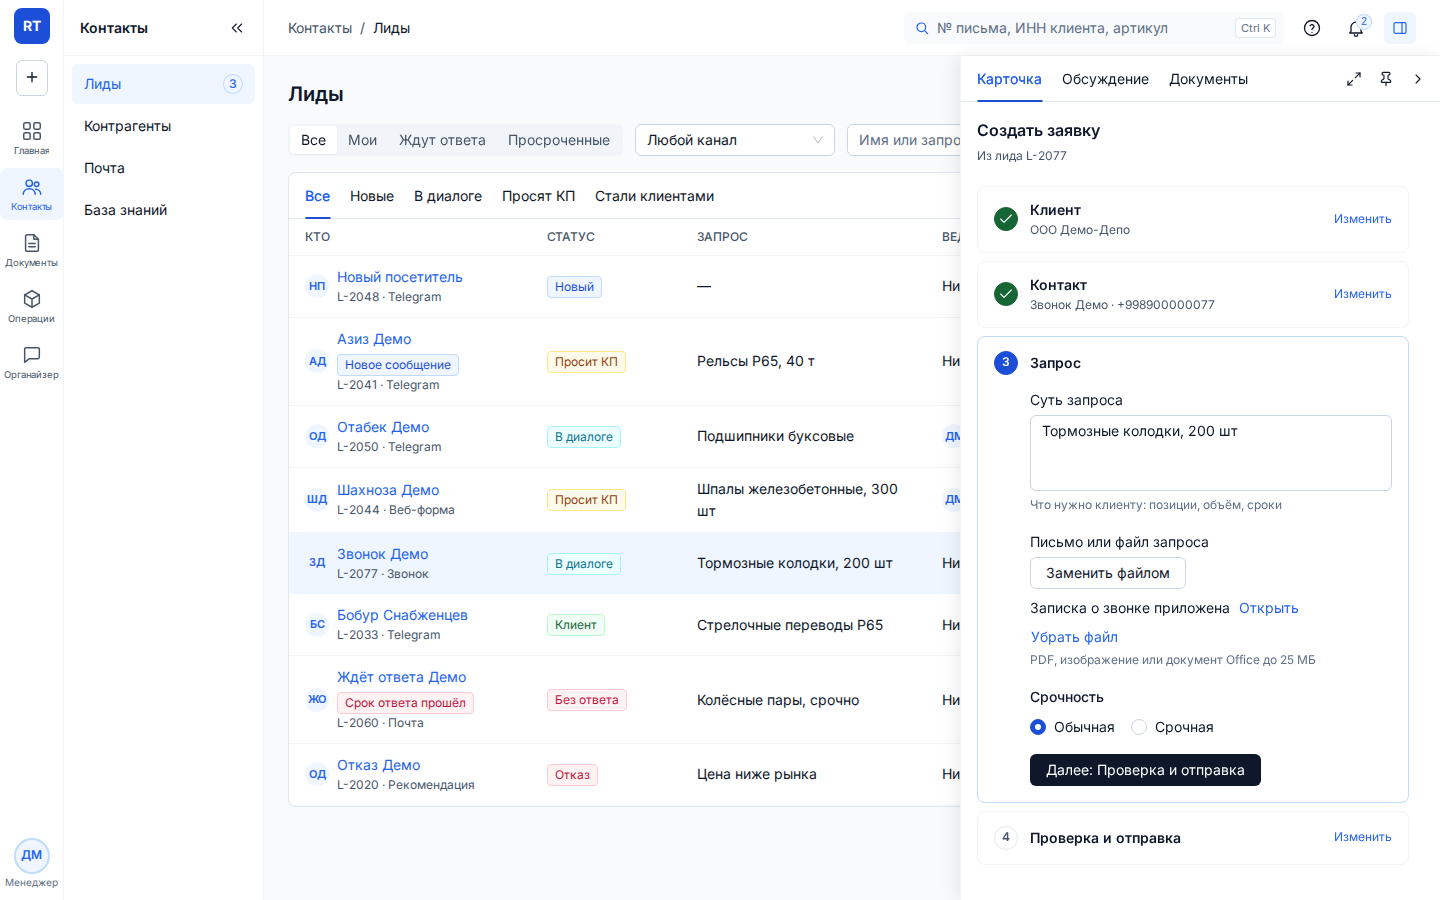 RT
Контакты
Контакты / Лиды
№ письма, ИНН клиента, артикул
Ctrl K
2
Главная
Контакты
Документы
Операции
Органайзер
ДМ
Менеджер
Лиды
3
Контрагенты
Почта
База знаний
Лиды
Все
Мои
Ждут ответа
Просроченные
Любой канал
Имя или запро
Все
Новые
В диалоге
Просят КП
Стали клиентами
КТО
СТАТУС
ЗАПРОС
НП
Новый посетитель
L-2048 · Telegram
Новый
—
Ни
АД
Азиз Демо
Новое сообщение
L-2041 · Telegram
Просит КП
Рельсы Р65, 40 т
Ни
ОД
Отабек Демо
L-2050 · Telegram
В диалоге
Подшипники буксовые
ДМ
ШД
Шахноза Демо
L-2044 · Веб-форма
Просит КП
Шпалы железобетонные, 300
шт
ДМ
ЗД
Звонок Демо
L-2077 · Звонок
В диалоге
Тормозные колодки, 200 шт
Ни
БС
Бобур Снабженцев
L-2033 · Telegram
Клиент
Стрелочные переводы Р65
Ни
ЖО
Ждёт ответа Демо
Срок ответа прошёл
L-2060 · Почта
Без ответа
Колёсные пары, срочно
Ни
ОД
Отказ Демо
L-2020 · Рекомендация
Отказ
Цена ниже рынка
Ни
Карточка
Обсуждение
Документы
Создать заявку
Из лида L-2077
Клиент
ООО Демо-Депо
Изменить
Контакт
Звонок Демо · +998900000077
Изменить
3
Запрос
Суть запроса
Тормозные колодки, 200 шт
Что нужно клиенту: позиции, объём, сроки
Письмо или файл запроса
Заменить файлом
Записка о звонке приложена Открыть
Убрать файл
PDF, изображение или документ Office до 25 МБ
Срочность
Обычная
Срочная
Далее: Проверка и отправка
4
Проверка и отправка
Изменить